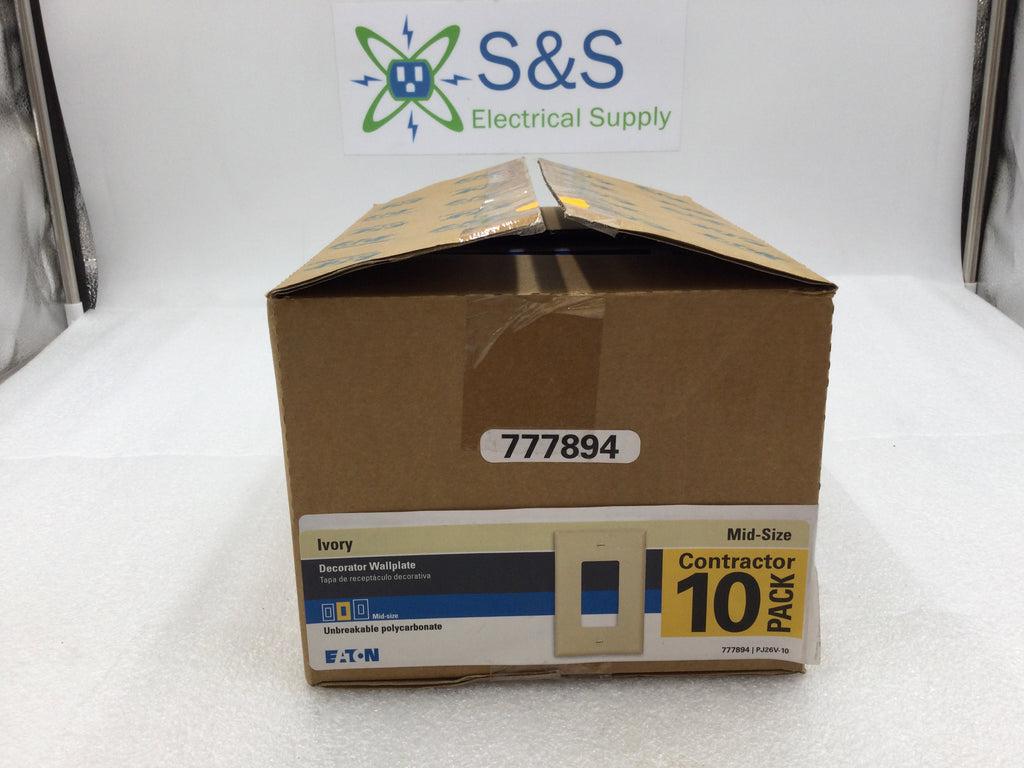 S&S
Electrical Supply
777894
Ivory
Mid-Size
Decorator Wallplate
Tapa de receptáculo decorativa
Mid-size
Unbreakable polycarbonate
EATON
Contractor
10
PACK
777894 | PJ26V-10